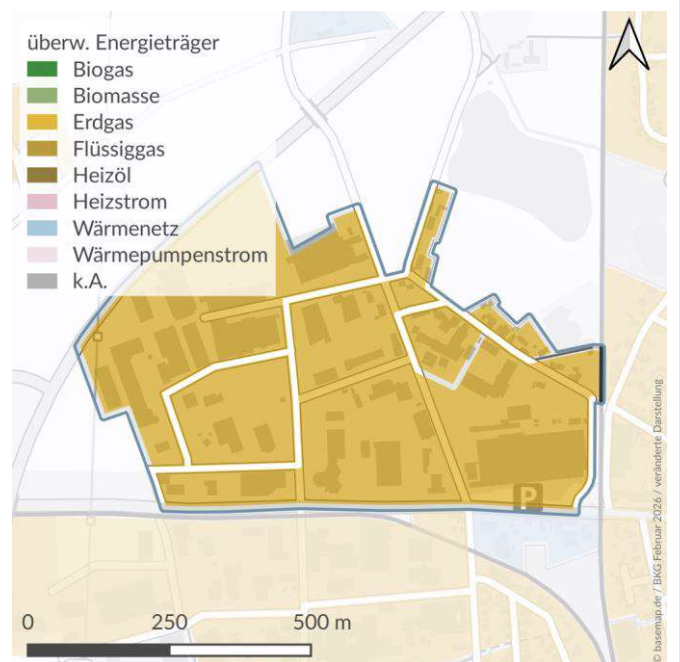 überw. Energieträger
Biogas
Biomasse
Erdgas
Flüssiggas
Heizöl
Heizstrom
Wärmenetz
Wärmepumpenstrom
k.A.
P
0 250 500 m
© basemap.de / BKG Februar 2026 / veränderte Darstellung